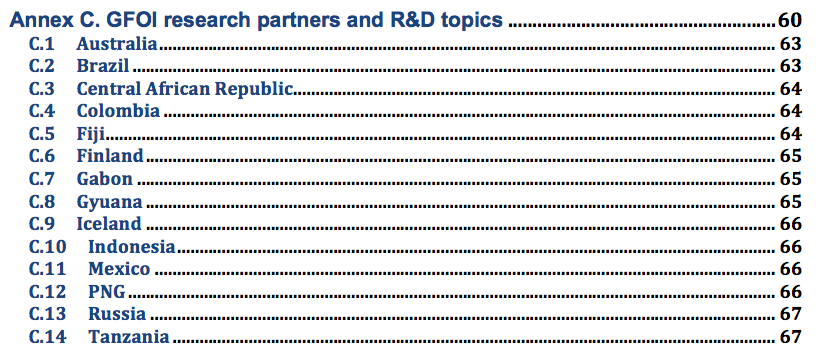 Annex C. GFOI research partners and R&D topics ........................................................ 60
C.1 Australia ........................................................ 63
C.2 Brazil ........................................................ 63
C.3 Central African Republic ........................................................ 64
C.4 Colombia ........................................................ 64
C.5 Fiji ........................................................ 64
C.6 Finland ........................................................ 65
C.7 Gabon ........................................................ 65
C.8 Gyuana ........................................................ 65
C.9 Iceland ........................................................ 66
C.10 Indonesia ........................................................ 66
C.11 Mexico ........................................................ 66
C.12 PNG ........................................................ 66
C.13 Russia ........................................................ 67
C.14 Tanzania ........................................................ 67